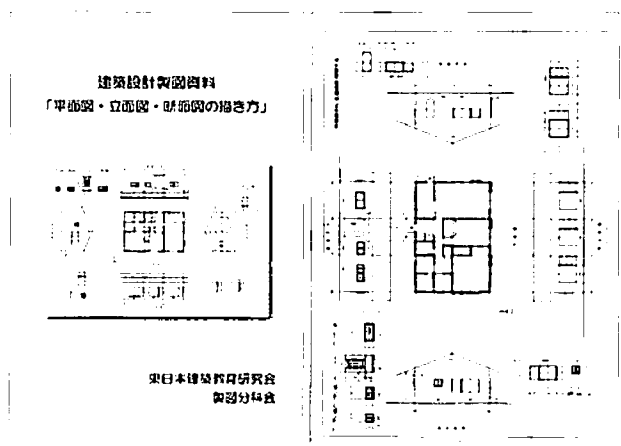 建築設計製図資料
「平面図・立面図・断面図の描き方」
東日本建築教育研究会
製図分科会